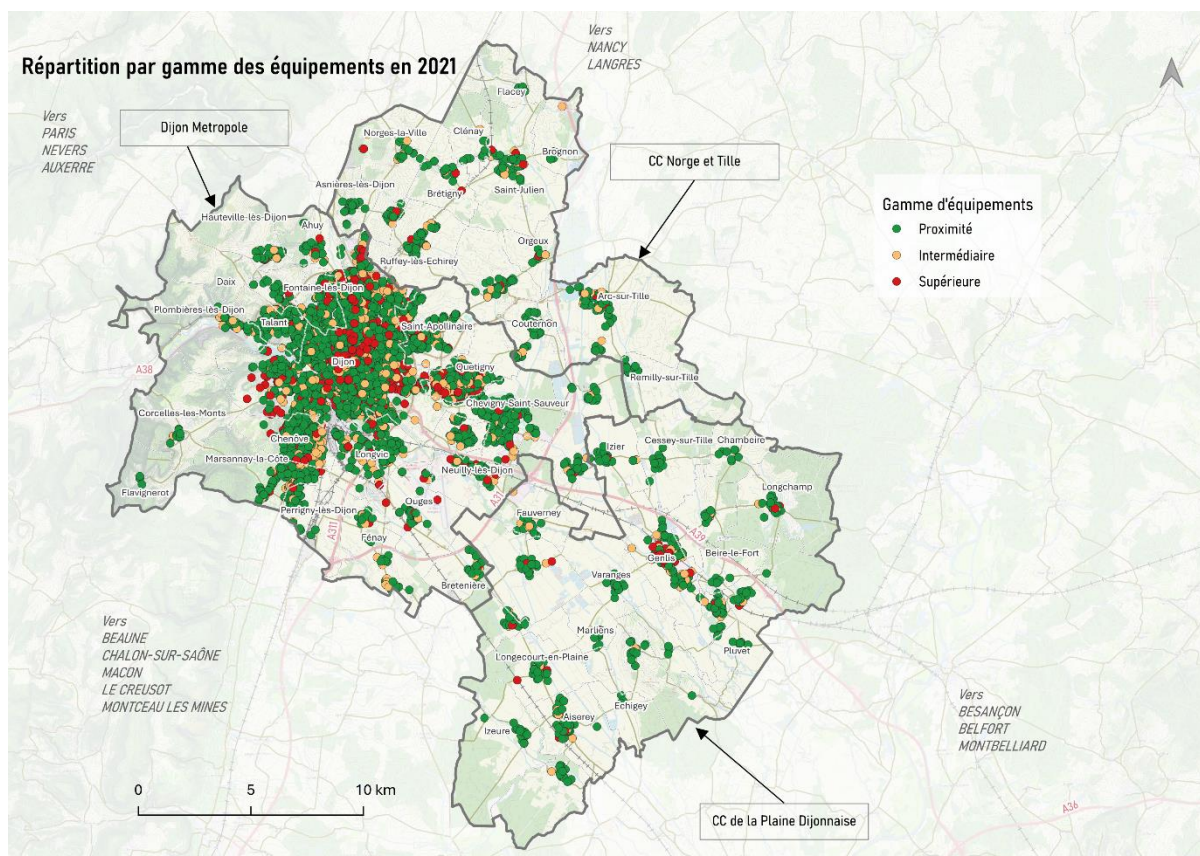 Répartition par gamme des équipements en 2021
Vers
NANCY
LANGRES
Vers
PARIS
NEVERS
AUXERRE
Dijon Metropole
CC Norge et Tille
Gamme d'équipements
Proximité
Intermédiaire
Supérieure
Flacey
Norges-la-Ville
Clénay
Brognon
Asnières-lès-Dijon
Brétigny
Saint-Julien
Hauteville-lès-Dijon
Ahuy
Orgeux
Ruffey-lès-Echirey
Daix
Fontaine-lès-Dijon
Arc-sur-Tille
Plombières-lès-Dijon
Talant
Saint-Apollinaire
Couternon
Dijon
Quetigny
Remilly-sur-Tille
A38
Chevigny-Saint-Sauveur
Corcelles-les-Monts
Chenôve
Longvic
Izier
Cessey-sur-Tille
Chambeire
Marsannay-la-Côte
Neuilly-lès-Dijon
Longchamp
Flavignerot
A31
Perrigny-lès-Dijon
Ouges
Fauverney
A39
A311
Fénay
Genlis
Beire-le-Fort
Bretenière
Varanges
Marliens
Pluvet
Longecourt-en-Plaine
Vers
BEAUNE
CHALON-SUR-SAÔNE
MACON
LE CREUSOT
MONTCEAU LES MINES
Echigey
Aiserey
Izeure
Vers
BESANÇON
BELFORT
MONTBELLIARD
0 5 10 km
CC de la Plaine Dijonnaise
A36